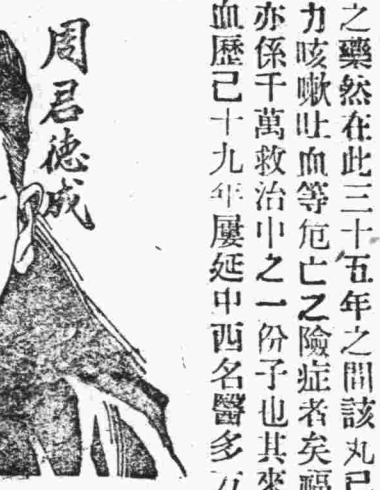 之藥然在此三十五年之間該丸已
力咳嗽吐血等危亡之險症者矣福
亦係千萬救治中之一份子也其來
血歷已十九年屢延中西名醫多方
周君德成